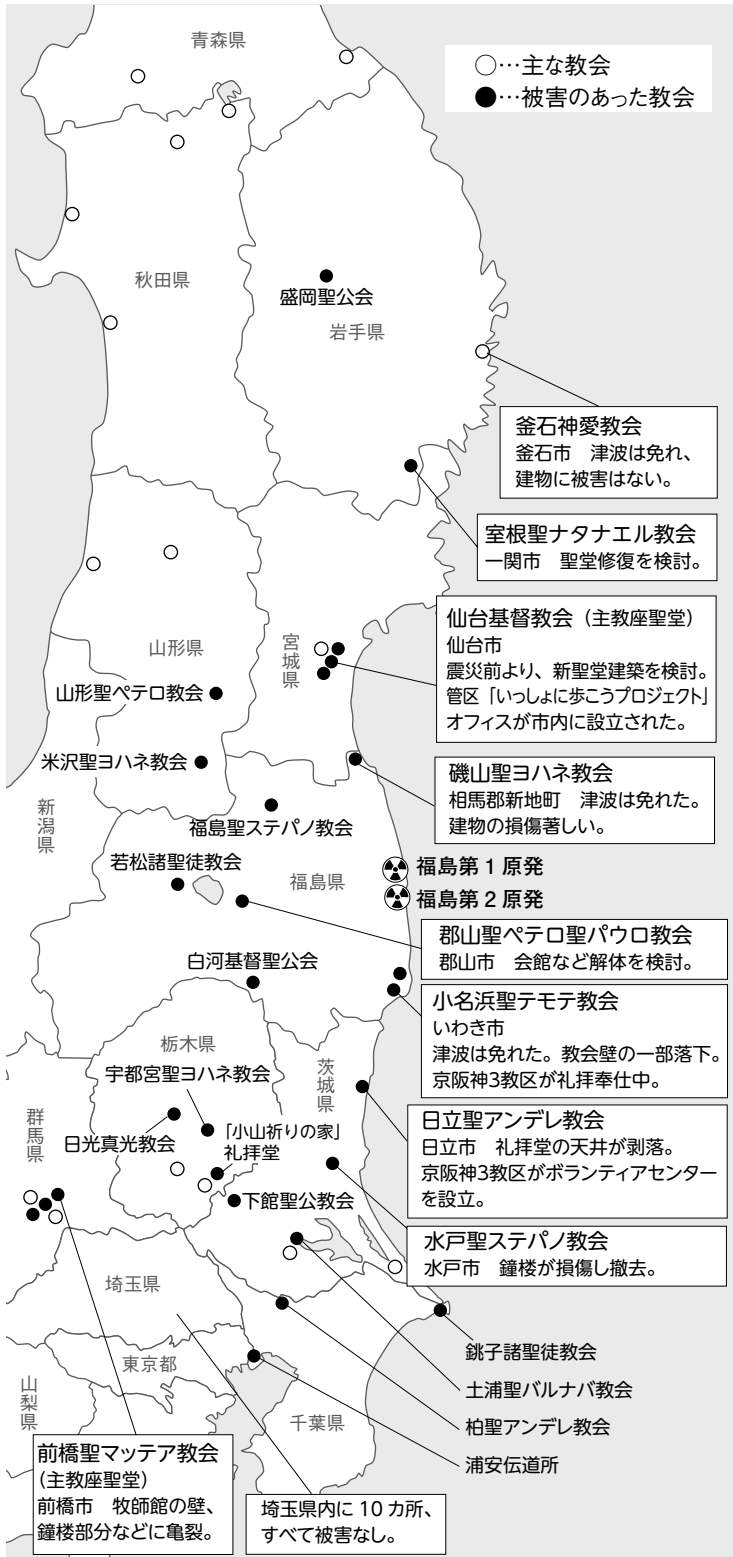 青森県
○…主な教会
●…被害のあった教会
秋田県
盛岡聖公会
岩手県
釜石神愛教会
釜石市　津波は免れ、
建物に被害はない。
室根聖ナタナエル教会
一関市　聖堂修復を検討。
山形県
宮城県
仙台基督教会（主教座聖堂）
仙台市
震災前より、新聖堂建築を検討。
管区「いっしょに歩こうプロジェクト」
オフィスが市内に設立された。
山形聖ペテロ教会
米沢聖ヨハネ教会
磯山聖ヨハネ教会
相馬郡新地町　津波は免れた。
建物の損傷著しい。
新潟県
福島聖ステパノ教会
若松諸聖徒教会
福島県
福島第１原発
福島第２原発
郡山聖ペテロ聖パウロ教会
郡山市　会館など解体を検討。
白河基督聖公会
小名浜聖テモテ教会
いわき市
津波は免れた。教会壁の一部落下。
京阪神3教区が礼拝奉仕中。
栃木県
宇都宮聖ヨハネ教会
茨城県
群馬県
日光真光教会
「小山祈りの家」
礼拝堂
日立聖アンデレ教会
日立市　礼拝堂の天井が剥落。
京阪神3教区がボランティアセンター
を設立。
下館聖公教会
水戸聖ステパノ教会
水戸市　鐘楼が損傷し撤去。
埼玉県
東京都
山梨県
千葉県
銚子諸聖徒教会
土浦聖バルナバ教会
柏聖アンデレ教会
浦安伝道所
前橋聖マッテア教会
（主教座聖堂）
前橋市　牧師館の壁、
鐘楼部分などに亀裂。
埼玉県内に 10 カ所、
すべて被害なし。